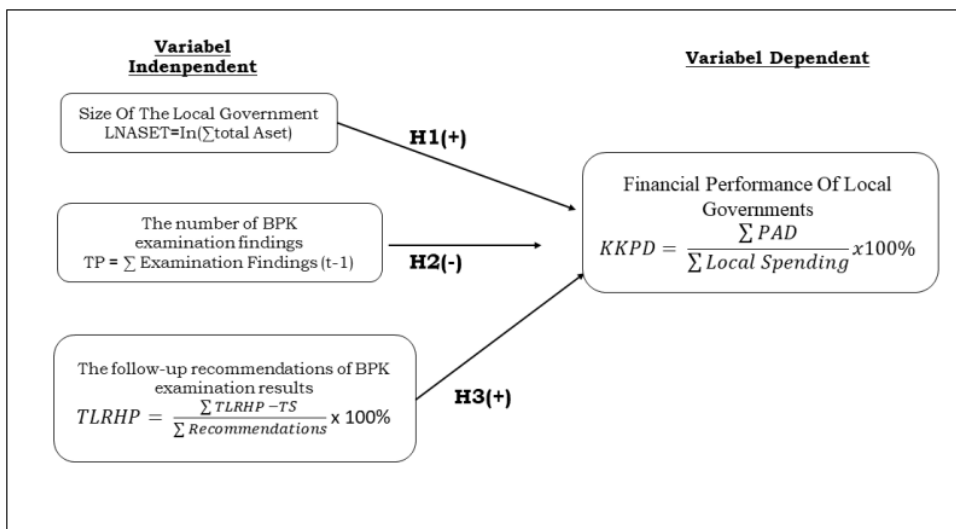 Variabel
Indenpendent
Variabel Dependent
Size Of The Local Government
LNASET=In(∑total Aset)
H1(+)
The number of BPK
examination findings
TP = ∑ Examination Findings (t-1)
H2(-)
Financial Performance Of Local
Governments
KKPD = ∑ PAD / ∑ Local Spending x100%
The follow-up recommendations of BPK
examination results
TLRHP = ∑ TLRHP −TS / ∑ Recommendations x 100%
H3(+)